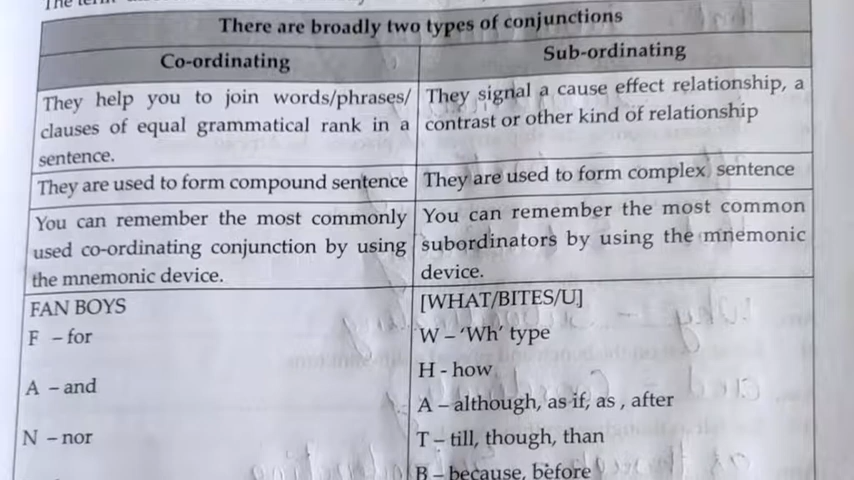 The term
There are broadly two types of conjunctions
Co-ordinating
Sub-ordinating
They help you to join words/phrases/
clauses of equal grammatical rank in a
sentence.
They signal a cause effect relationship, a
contrast or other kind of relationship
They are used to form compound sentence
They are used to form complex sentence
You can remember the most commonly
used co-ordinating conjunction by using
the mnemonic device.
You can remember the most common
subordinators by using the mnemonic
device.
FAN BOYS
F – for
A – and
N – nor
[WHAT/BITES/U]
W – ‘Wh’ type
H - how
A – although, as if, as , after
T – till, though, than
B – because, before